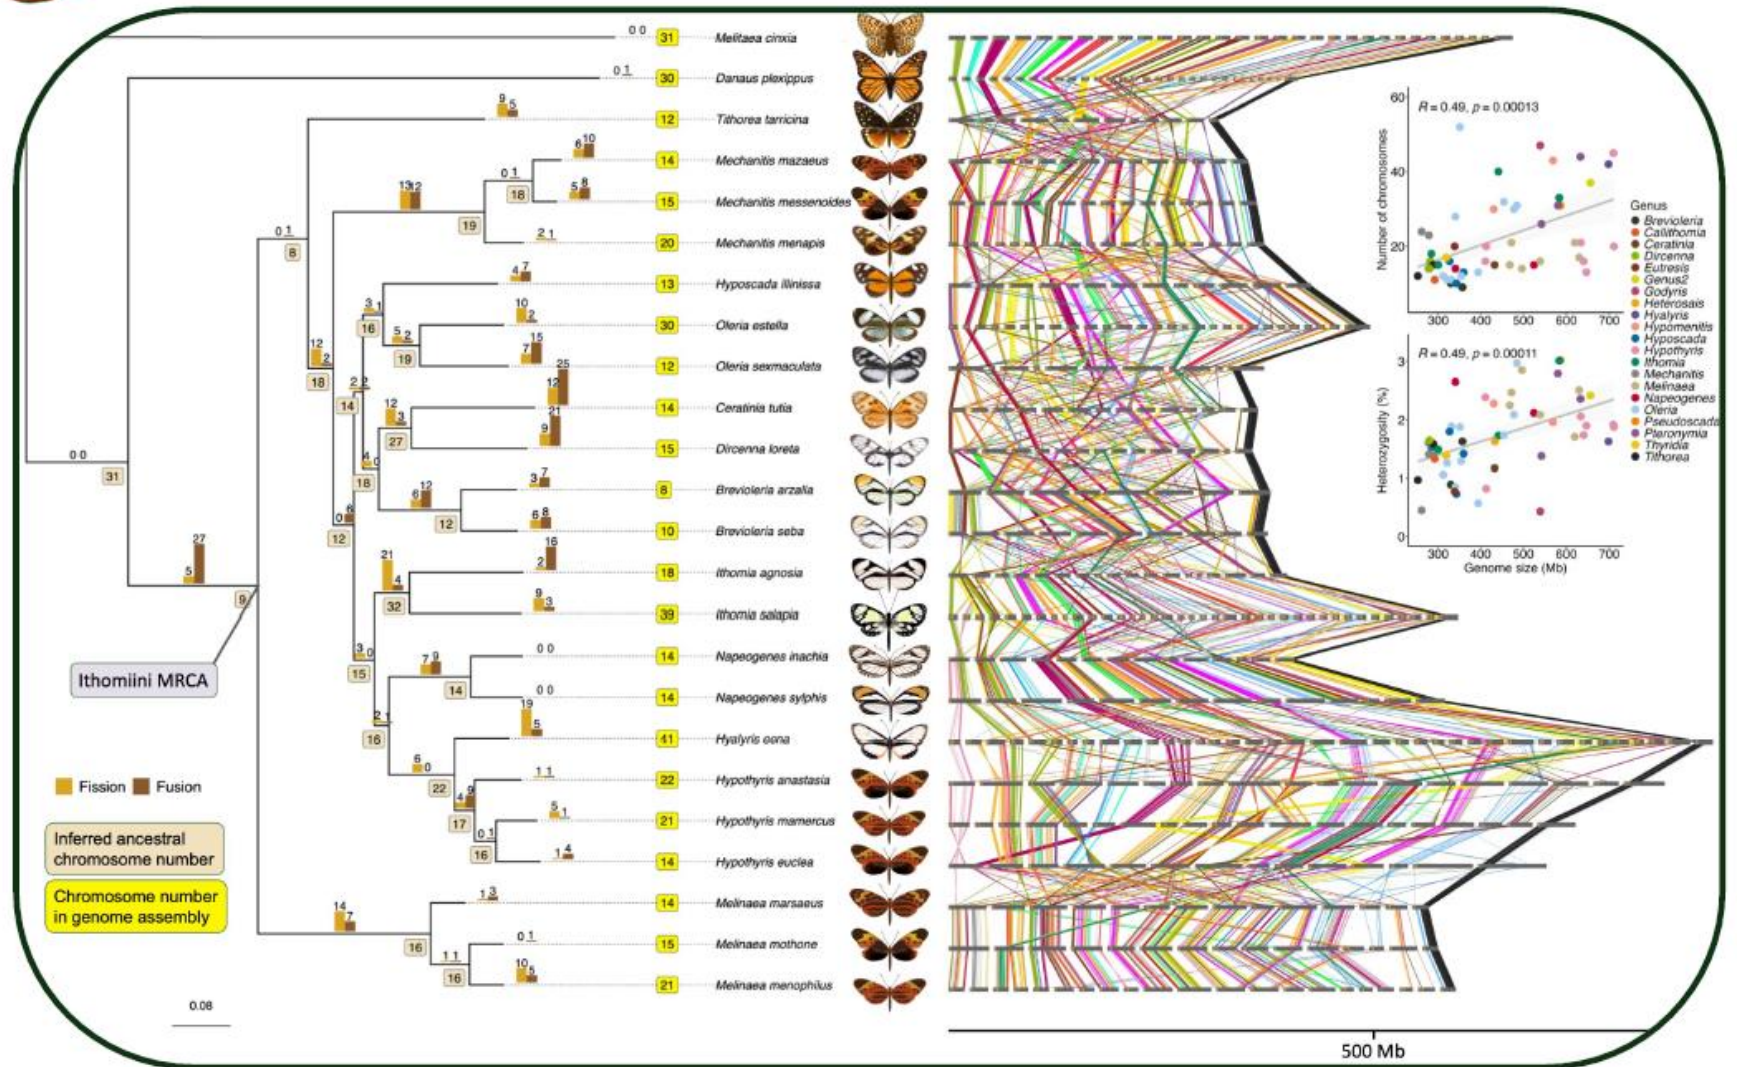 0 0 31 Melitaea cinxia
0 1 30 Danaus plexippus
9 5 12 Tithorea tarricina
6 10 14 Mechanitis mazaeus
0 1 18
5 8 15 Mechanitis messenoides
13 12 19
2 1 20 Mechanitis menapis
0 1 8
4 7 13 Hyposcada illinissa
3 1 16
10 2 30 Oleria estella
5 2 19
7 15 12 Oleria sexmaculata
12 2 18
2 2 14
12 25 14 Ceratinia tutia
12 3 27
9 21 15 Dircenna loreta
4 0 18
3 7 8 Brevioleria arzalia
6 12 12
6 8 10 Brevioleria seba
0 6 12
2 16 18 Ithomia agnosia
21 4 32
9 3 39 Ithomia salapia
0 0 31
5 27 9
0 0 14 Napeogenes inachia
7 9 14
0 0 14 Napeogenes sylphis
3 0 15
19 5 41 Hyalyris oena
2 1 16
1 1 22 Hypothyris anastasia
6 0 22
5 1 21 Hypothyris mamercus
4 9 17
1 4 14 Hypothyris euclea
0 1 16
1 3 14 Melinaea marsaeus
14 7 16
0 1 15 Melinaea mothone
1 1 16
10 5 21 Melinaea menophilus
Ithomiini MRCA
Fission Fusion
Inferred ancestral
chromosome number
Chromosome number
in genome assembly
0.06
R = 0.49, p = 0.00013
Number of chromosomes
60
40
20
300 400 500 600 700
R = 0.49, p = 0.00011
Heterozygosity (%)
3
2
1
0
300 400 500 600 700
Genome size (Mb)
Genus
Brevioleria
Callithomia
Ceratinia
Dircenna
Eutresis
Genus2
Godyris
Heterosais
Hyalyris
Hypomenitis
Hyposcada
Hypothyris
Ithomia
Mechanitis
Melinaea
Napeogenes
Oleria
Pseudoscada
Pteronymia
Thyridia
Tithorea
500 Mb